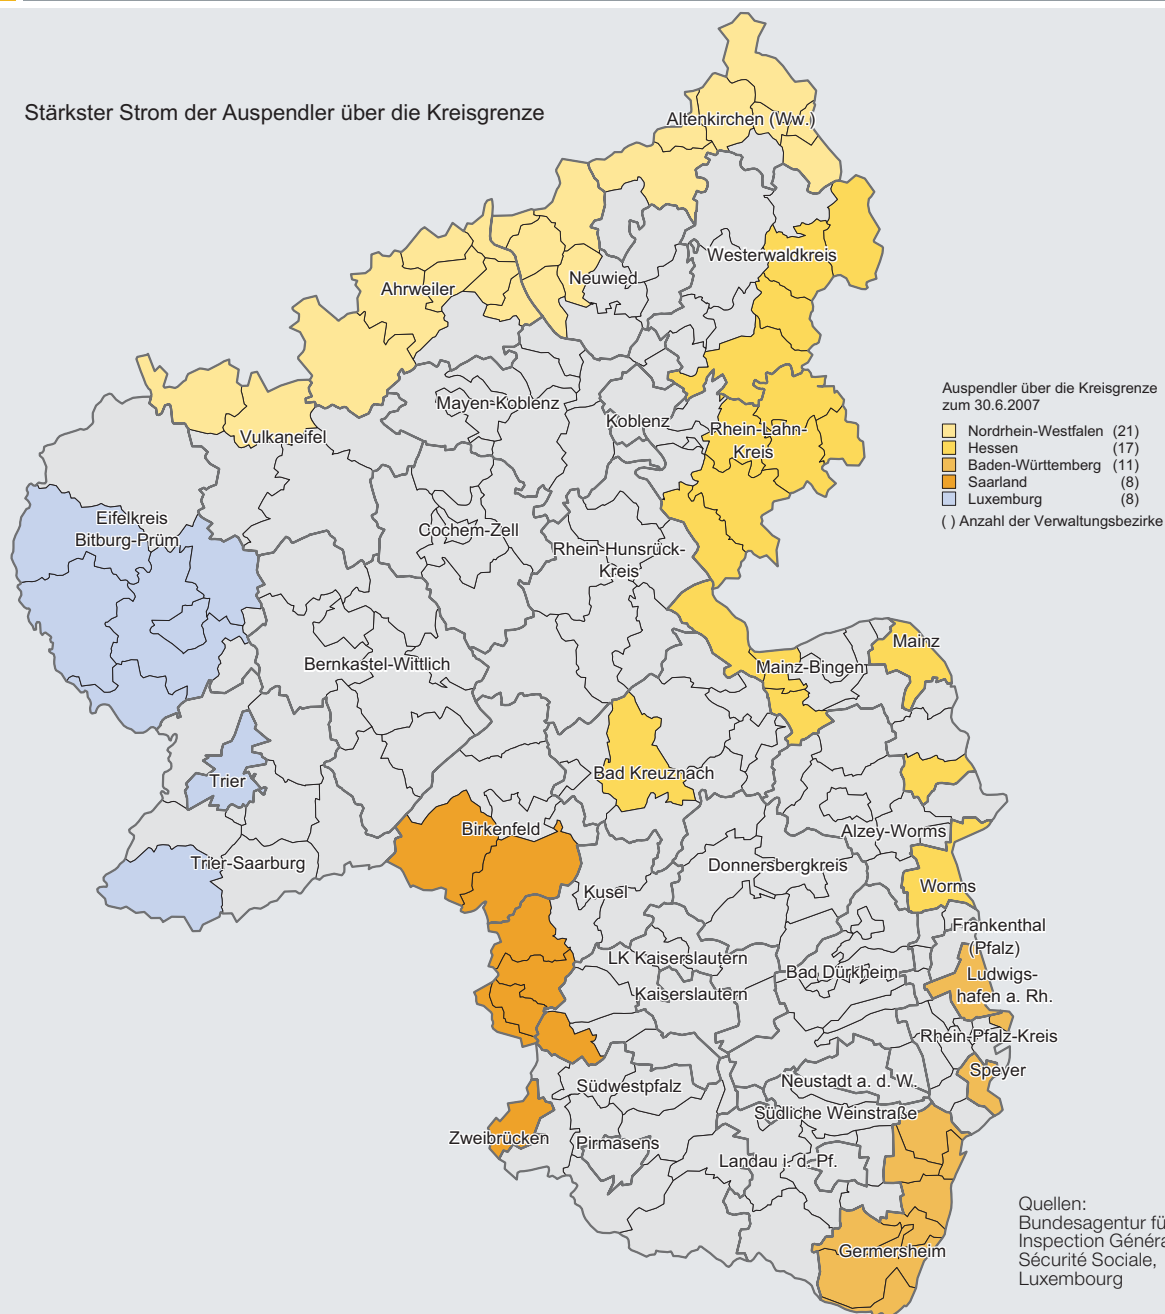 Stärkster Strom der Auspendler über die Kreisgrenze
Altenkirchen (Ww.)
Westerwaldkreis
Neuwied
Ahrweiler
Auspendler über die Kreisgrenze
zum 30.6.2007
Nordrhein-Westfalen (21)
Hessen (17)
Baden-Württemberg (11)
Saarland (8)
Luxemburg (8)
( ) Anzahl der Verwaltungsbezirke
Mayen-Koblenz
Koblenz
Rhein-Lahn-
Kreis
Vulkaneifel
Eifelkreis
Bitburg-Prüm
Cochem-Zell
Rhein-Hunsrück-
Kreis
Bernkastel-Wittlich
Mainz-Bingen
Mainz
Trier
Bad Kreuznach
Birkenfeld
Alzey-Worms
Trier-Saarburg
Donnersbergkreis
Kusel
Worms
Frankenthal
(Pfalz)
LK Kaiserslautern
Bad Dürkheim
Ludwigs-
hafen a. Rh.
Kaiserslautern
Rhein-Pfalz-Kreis
Speyer
Südwestpfalz
Neustadt a. d. W.
Südliche Weinstraße
Zweibrücken
Pirmasens
Landau i. d. Pf.
Germersheim
Quellen:
Bundesagentur
Inspection
Sécurité Sociale,
Luxembourg